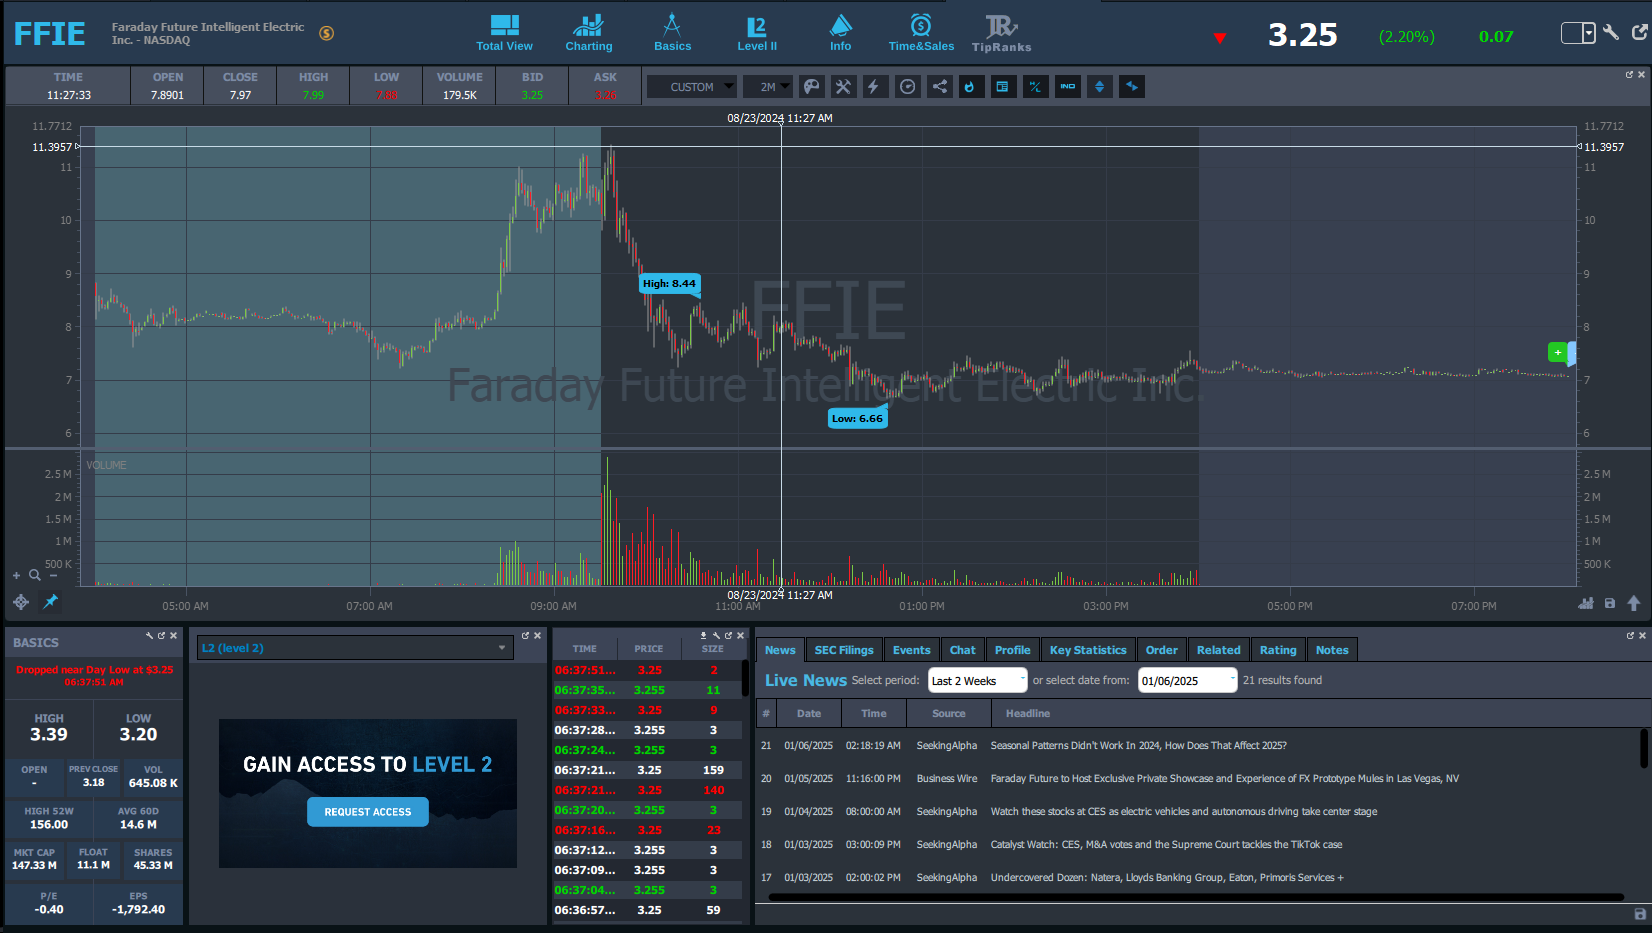 FFIE
Faraday Future Intelligent Electric
Inc. - NASDAQ
Total View
Charting
Basics
L2
Level II
Info
Time&Sales
TipRanks
3.25
(2.20%)
0.07
TIME OPEN CLOSE HIGH LOW VOLUME BID ASK
11:27:33 7.8901 7.97 7.99 7.88 179.5K 3.25 3.26
CUSTOM 2M IND
08/23/2024 11:27 AM
11.7712 11.7712
11.3957 11.3957
11 11
10 10
9 9
High: 8.44
FFIE
8 8
+
Faraday Future Intelligent Electric Inc.
7 7
Low: 6.66
6 6
VOLUME
2.5 M 2.5 M
2 M 2 M
1.5 M 1.5 M
1 M 1 M
500 K 500 K
08/23/2024 11:27 AM
05:00 AM 07:00 AM 09:00 AM 11:00 AM 01:00 PM 03:00 PM 05:00 PM 07:00 PM
BASICS
Dropped near Day Low at $3.25
06:37:51 AM
HIGH LOW
3.39 3.20
OPEN PREV CLOSE VOL
- 3.18 645.08 K
HIGH 52W AVG 60D
156.00 14.6 M
MKT CAP FLOAT SHARES
147.33 M 11.1 M 45.33 M
P/E EPS
-0.40 -1,792.40
L2 (level 2)
GAIN ACCESS TO LEVEL 2
REQUEST ACCESS
TIME PRICE SIZE
06:37:51... 3.25 2
06:37:35... 3.255 11
06:37:33... 3.25 9
06:37:28... 3.255 3
06:37:24... 3.255 3
06:37:21... 3.25 159
06:37:21... 3.25 140
06:37:20... 3.255 3
06:37:16... 3.25 23
06:37:12... 3.255 3
06:37:09... 3.255 3
06:37:04... 3.255 3
06:36:57... 3.25 59
News SEC Filings Events Chat Profile Key Statistics Order Related Rating Notes
Live News Select period: Last 2 Weeks or select date from: 01/06/2025 21 results found
# Date Time Source Headline
21 01/06/2025 02:18:19 AM SeekingAlpha Seasonal Patterns Didn't Work In 2024, How Does That Affect 2025?
20 01/05/2025 11:16:00 PM Business Wire Faraday Future to Host Exclusive Private Showcase and Experience of FX Prototype Mules in Las Vegas, NV
19 01/04/2025 08:00:00 AM SeekingAlpha Watch these stocks at CES as electric vehicles and autonomous driving take center stage
18 01/03/2025 03:00:09 PM SeekingAlpha Catalyst Watch: CES, M&A votes and the Supreme Court tackles the TikTok case
17 01/03/2025 02:00:02 PM SeekingAlpha Undercovered Dozen: Natera, Lloyds Banking Group, Eaton, Primoris Services +